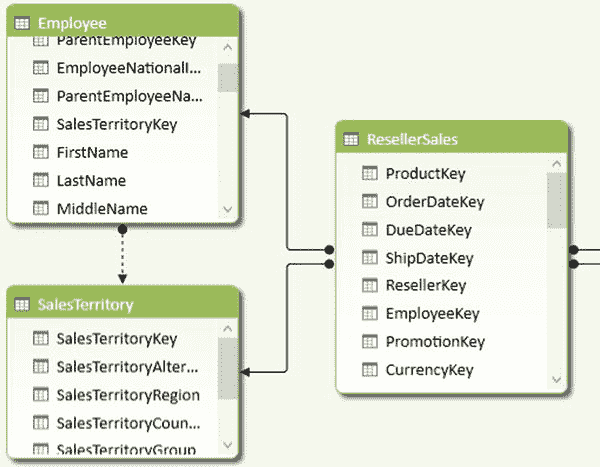 Employee
ParentEmployeeKey
EmployeeNationalI...
ParentEmployeeNa...
SalesTerritoryKey
FirstName
LastName
MiddleName
SalesTerritory
SalesTerritoryKey
SalesTerritoryAlter...
SalesTerritoryRegion
SalesTerritoryCoun...
SalesTerritoryGroup
ResellerSales
ProductKey
OrderDateKey
DueDateKey
ShipDateKey
ResellerKey
EmployeeKey
PromotionKey
CurrencyKey